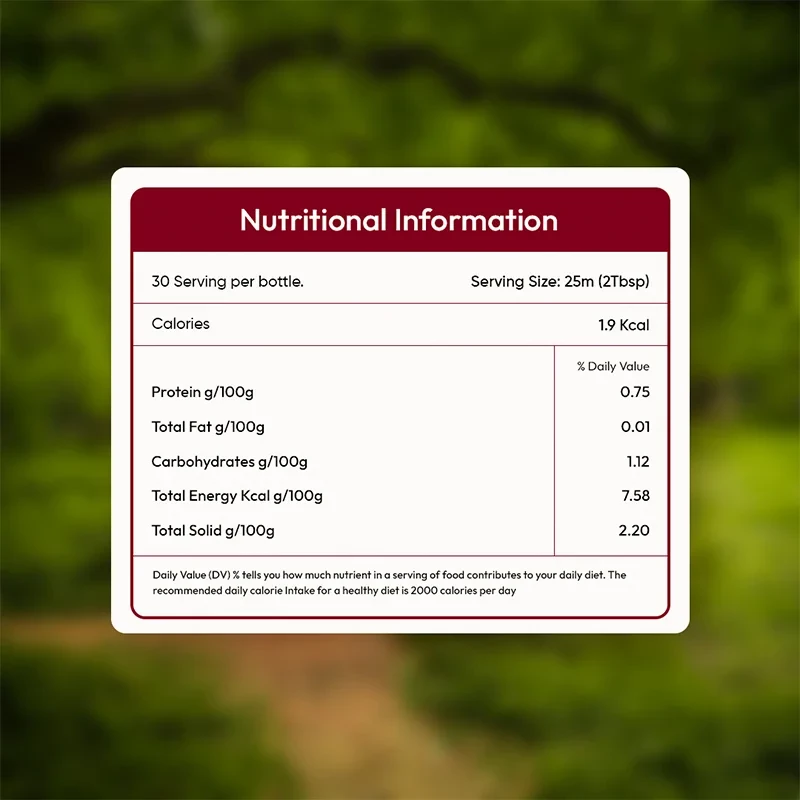 Nutritional Information
30 Serving per bottle. Serving Size: 25m (2Tbsp)
Calories 1.9 Kcal
% Daily Value
Protein g/100g 0.75
Total Fat g/100g 0.01
Carbohydrates g/100g 1.12
Total Energy Kcal g/100g 7.58
Total Solid g/100g 2.20
Daily Value (DV) % tells you how much nutrient in a serving of food contributes to your daily diet. The
recommended daily calorie Intake for a healthy diet is 2000 calories per day